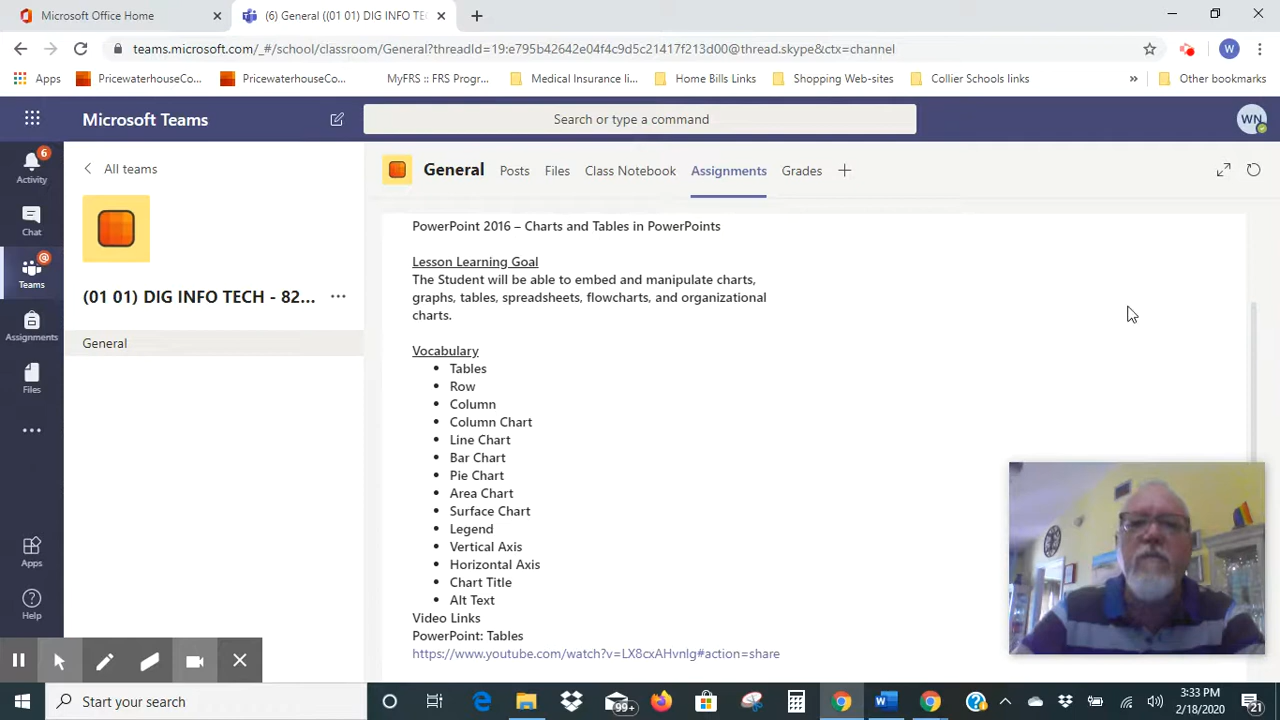 Microsoft Office Home
(6) General ((01 01) DIG INFO TEC
teams.microsoft.com/_#/school/classroom/General?threadId=19:e795b42642e04f4c9d5c21417f213d00@thread.skype&ctx=channel
W
Apps
PricewaterhouseCo...
PricewaterhouseCo...
MyFRS :: FRS Progr...
Medical Insurance li...
Home Bills Links
Shopping Web-sites
Collier Schools links
»
Other bookmarks
Microsoft Teams
Search or type a command
WN
6
Activity
Chat
@
Teams
Assignments
Files
Apps
Help
All teams
(01 01) DIG INFO TECH - 82...
General
General
Posts
Files
Class Notebook
Assignments
Grades
PowerPoint 2016 – Charts and Tables in PowerPoints
Lesson Learning Goal
The Student will be able to embed and manipulate charts,
graphs, tables, spreadsheets, flowcharts, and organizational
charts.
Vocabulary
• Tables
• Row
• Column
• Column Chart
• Line Chart
• Bar Chart
• Pie Chart
• Area Chart
• Surface Chart
• Legend
• Vertical Axis
• Horizontal Axis
• Chart Title
• Alt Text
Video Links
PowerPoint: Tables
https://www.youtube.com/watch?v=LX8cxAHvnIg#action=share
Start your search
99+
3:33 PM
2/18/2020
21